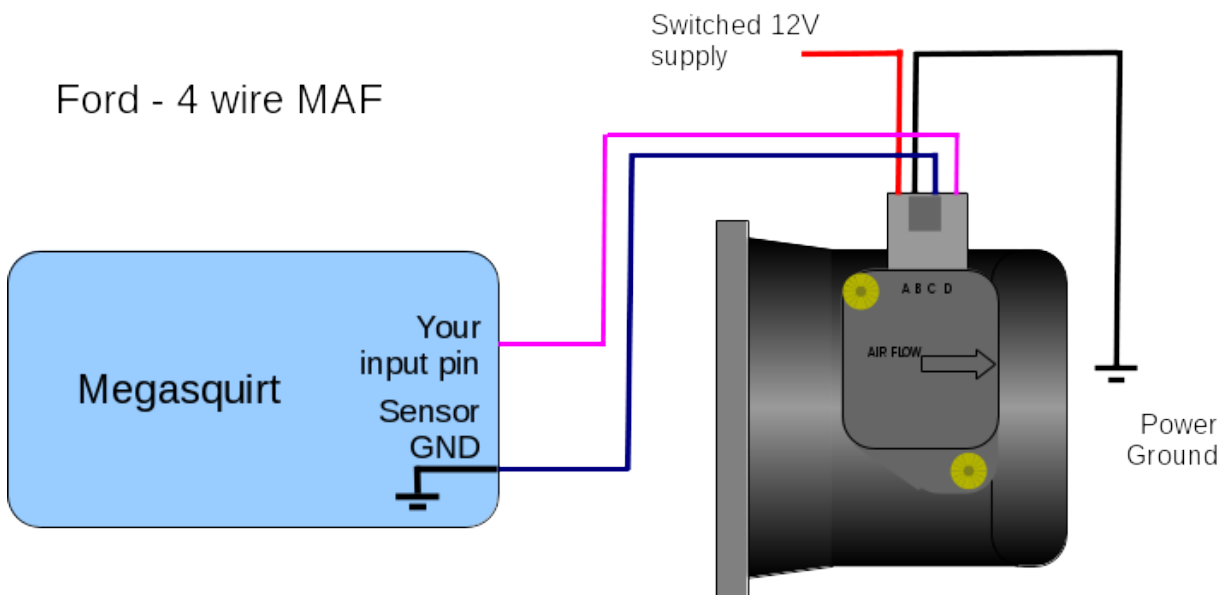 Switched 12V
supply
Ford - 4 wire MAF
A B C D
Your
input pin
AIR FLOW
Megasquirt
Sensor
GND
Power
Ground